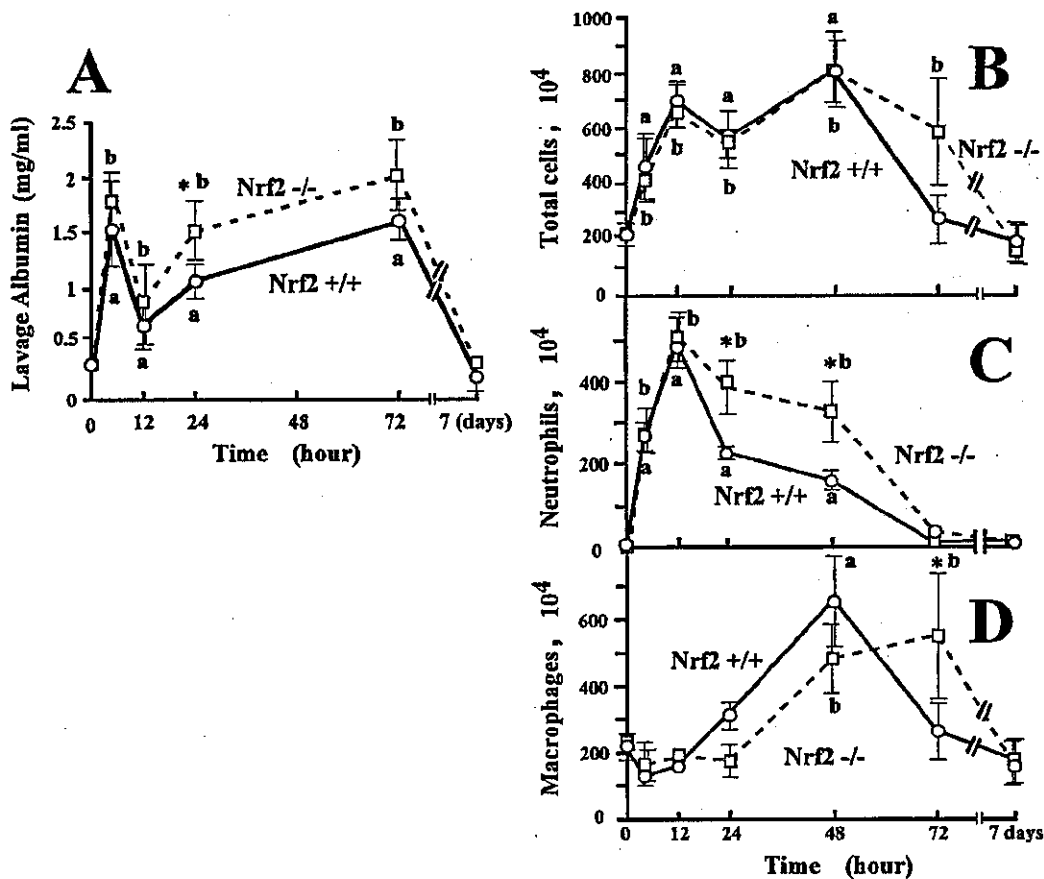 A
Lavage Albumin (mg/ml)
2.5
2
1.5
1
0.5
0
b
a
b
a
* b
a
b
a
Nrf2 -/-
Nrf2 +/+
0 12 24 48 72 7 (days)
Time (hour)
B
Total cells, 10⁴
1000
800
600
400
200
0
a
b
a
b
a
b
a
b
b
Nrf2 +/+
Nrf2 -/-
C
Neutrophils, 10⁴
400
200
0
b
a
b
a
*b
a
*b
a
Nrf2 -/-
Nrf2 +/+
D
Macrophages, 10⁴
600
400
200
0
a
b
* b
Nrf2 +/+
Nrf2 -/-
0 12 24 48 72 7 days
Time (hour)